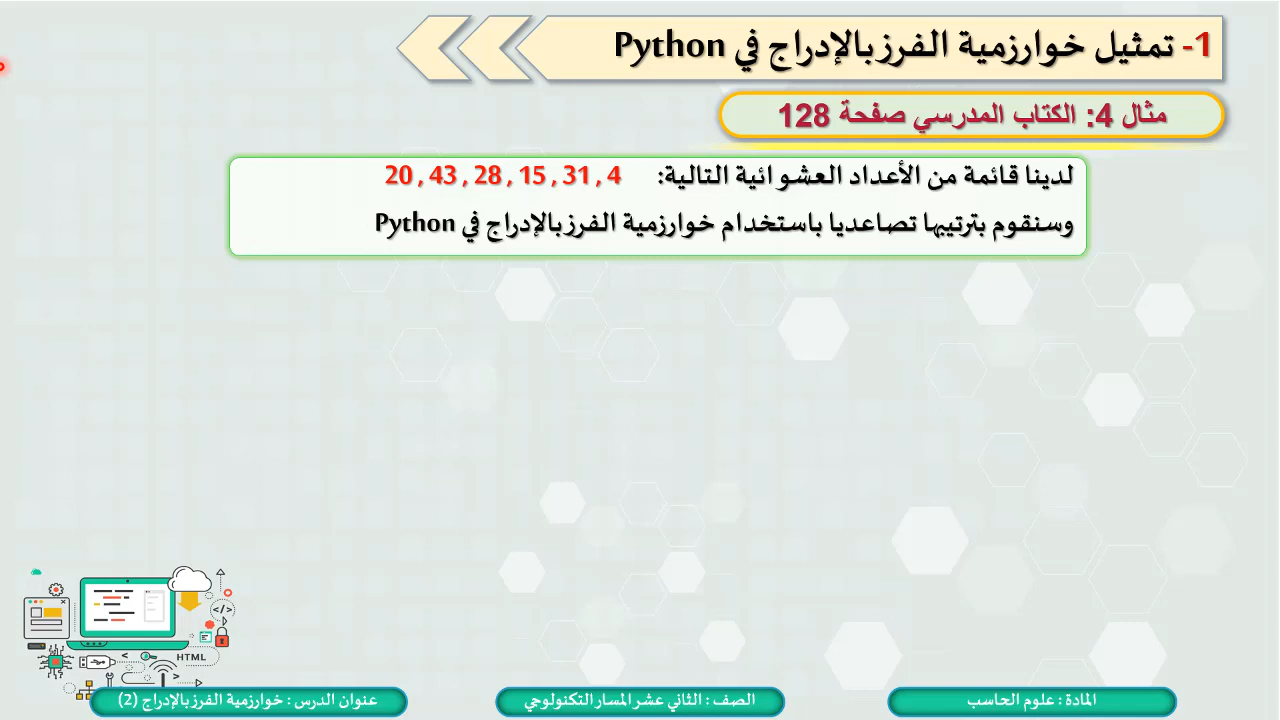 1- تمثيل خوارزمية الفرز بالإدراج في Python
مثال 4: الكتاب المدرسي صفحة 128
لدينا قائمة من الأعداد العشوائية التالية: 20 , 43 , 28 , 15 , 31 , 4
وسنقوم بترتيبها تصاعديا باستخدام خوارزمية الفرز بالإدراج في Python
</>
HTML
المادة : علوم الحاسب
الصف : الثاني عشر المسار التكنولوجي
عنوان الدرس : خوارزمية الفرز بالإدراج (2)